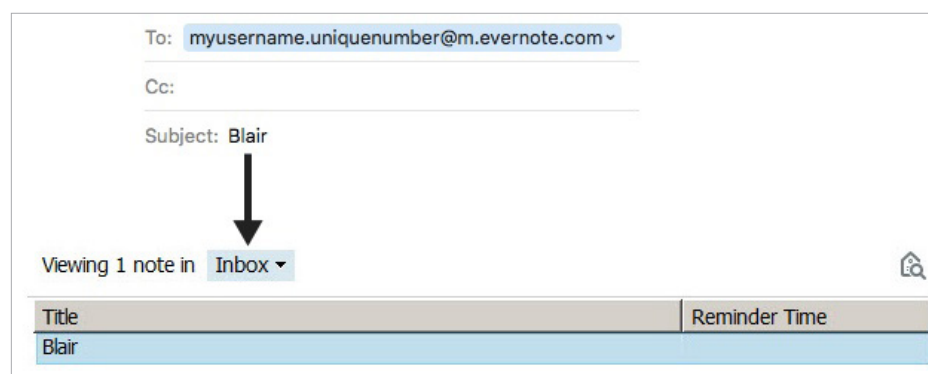 To: myusername.uniquenumber@m.evernote.com
Cc:
Subject: Blair
Viewing 1 note in Inbox
Title Reminder Time
Blair